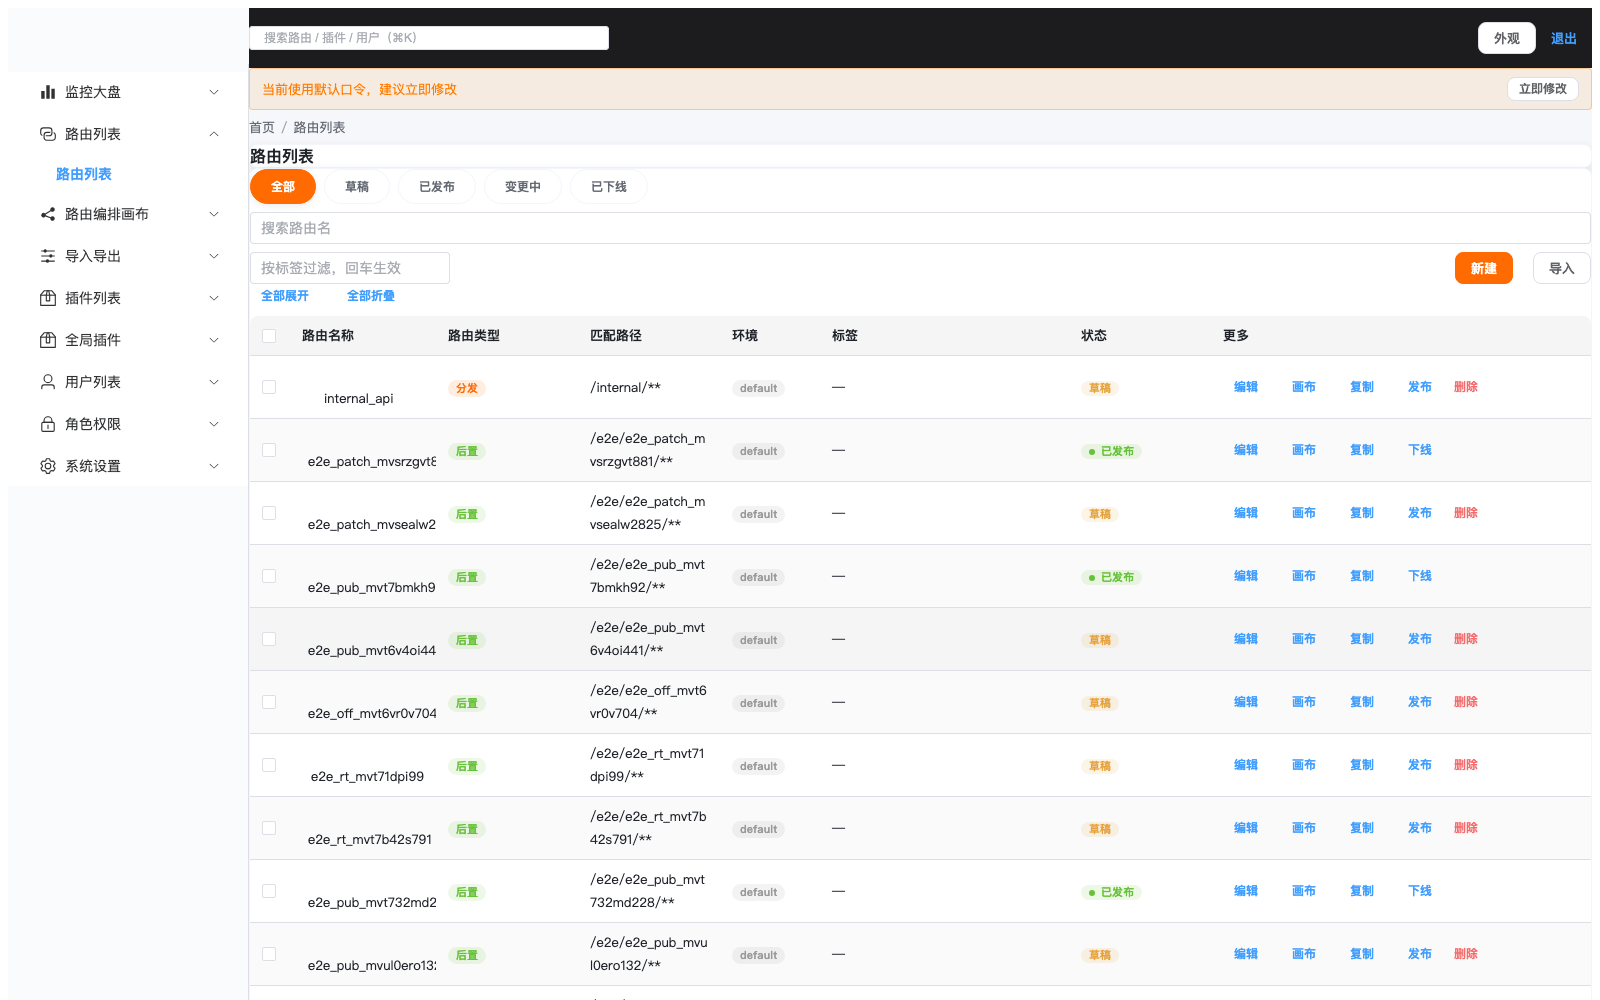 搜索路由 / 插件 / 用户（⌘K）
外观
退出
监控大盘
路由列表
路由列表
路由编排画布
导入导出
插件列表
全局插件
用户列表
角色权限
系统设置
当前使用默认口令，建议立即修改
立即修改
首页 / 路由列表
路由列表
全部 草稿 已发布 变更中 已下线
搜索路由名
按标签过滤，回车生效
新建 导入
全部展开 全部折叠
路由名称 路由类型 匹配路径 环境 标签 状态 更多
internal_api 分发 /internal/** default — 草稿 编辑 画布 复制 发布 删除
e2e_patch_mvsrzgvt8 后置 /e2e/e2e_patch_m
vsrzgvt881/** default — 已发布 编辑 画布 复制 下线
e2e_patch_mvsealw2 后置 /e2e/e2e_patch_m
vsealw2825/** default — 草稿 编辑 画布 复制 发布 删除
e2e_pub_mvt7bmkh9 后置 /e2e/e2e_pub_mvt
7bmkh92/** default — 已发布 编辑 画布 复制 下线
e2e_pub_mvt6v4oi44 后置 /e2e/e2e_pub_mvt
6v4oi441/** default — 草稿 编辑 画布 复制 发布 删除
e2e_off_mvt6vr0v704 后置 /e2e/e2e_off_mvt6
vr0v704/** default — 草稿 编辑 画布 复制 发布 删除
e2e_rt_mvt71dpi99 后置 /e2e/e2e_rt_mvt71
dpi99/** default — 草稿 编辑 画布 复制 发布 删除
e2e_rt_mvt7b42s791 后置 /e2e/e2e_rt_mvt7b
42s791/** default — 草稿 编辑 画布 复制 发布 删除
e2e_pub_mvt732md2 后置 /e2e/e2e_pub_mvt
732md228/** default — 已发布 编辑 画布 复制 下线
e2e_pub_mvul0ero132 后置 /e2e/e2e_pub_mvu
l0ero132/** default — 草稿 编辑 画布 复制 发布 删除